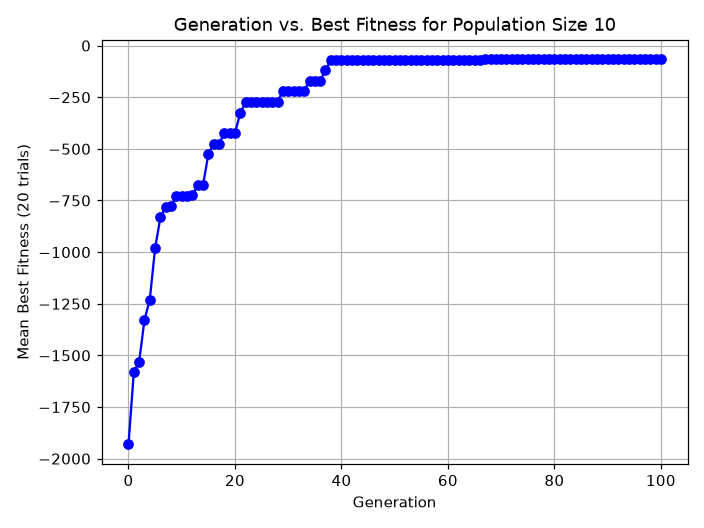 Generation vs. Best Fitness for Population Size 10
0
−250
−500
−750
−1000
−1250
−1500
−1750
−2000
Mean Best Fitness (20 trials)
0 20 40 60 80 100
Generation